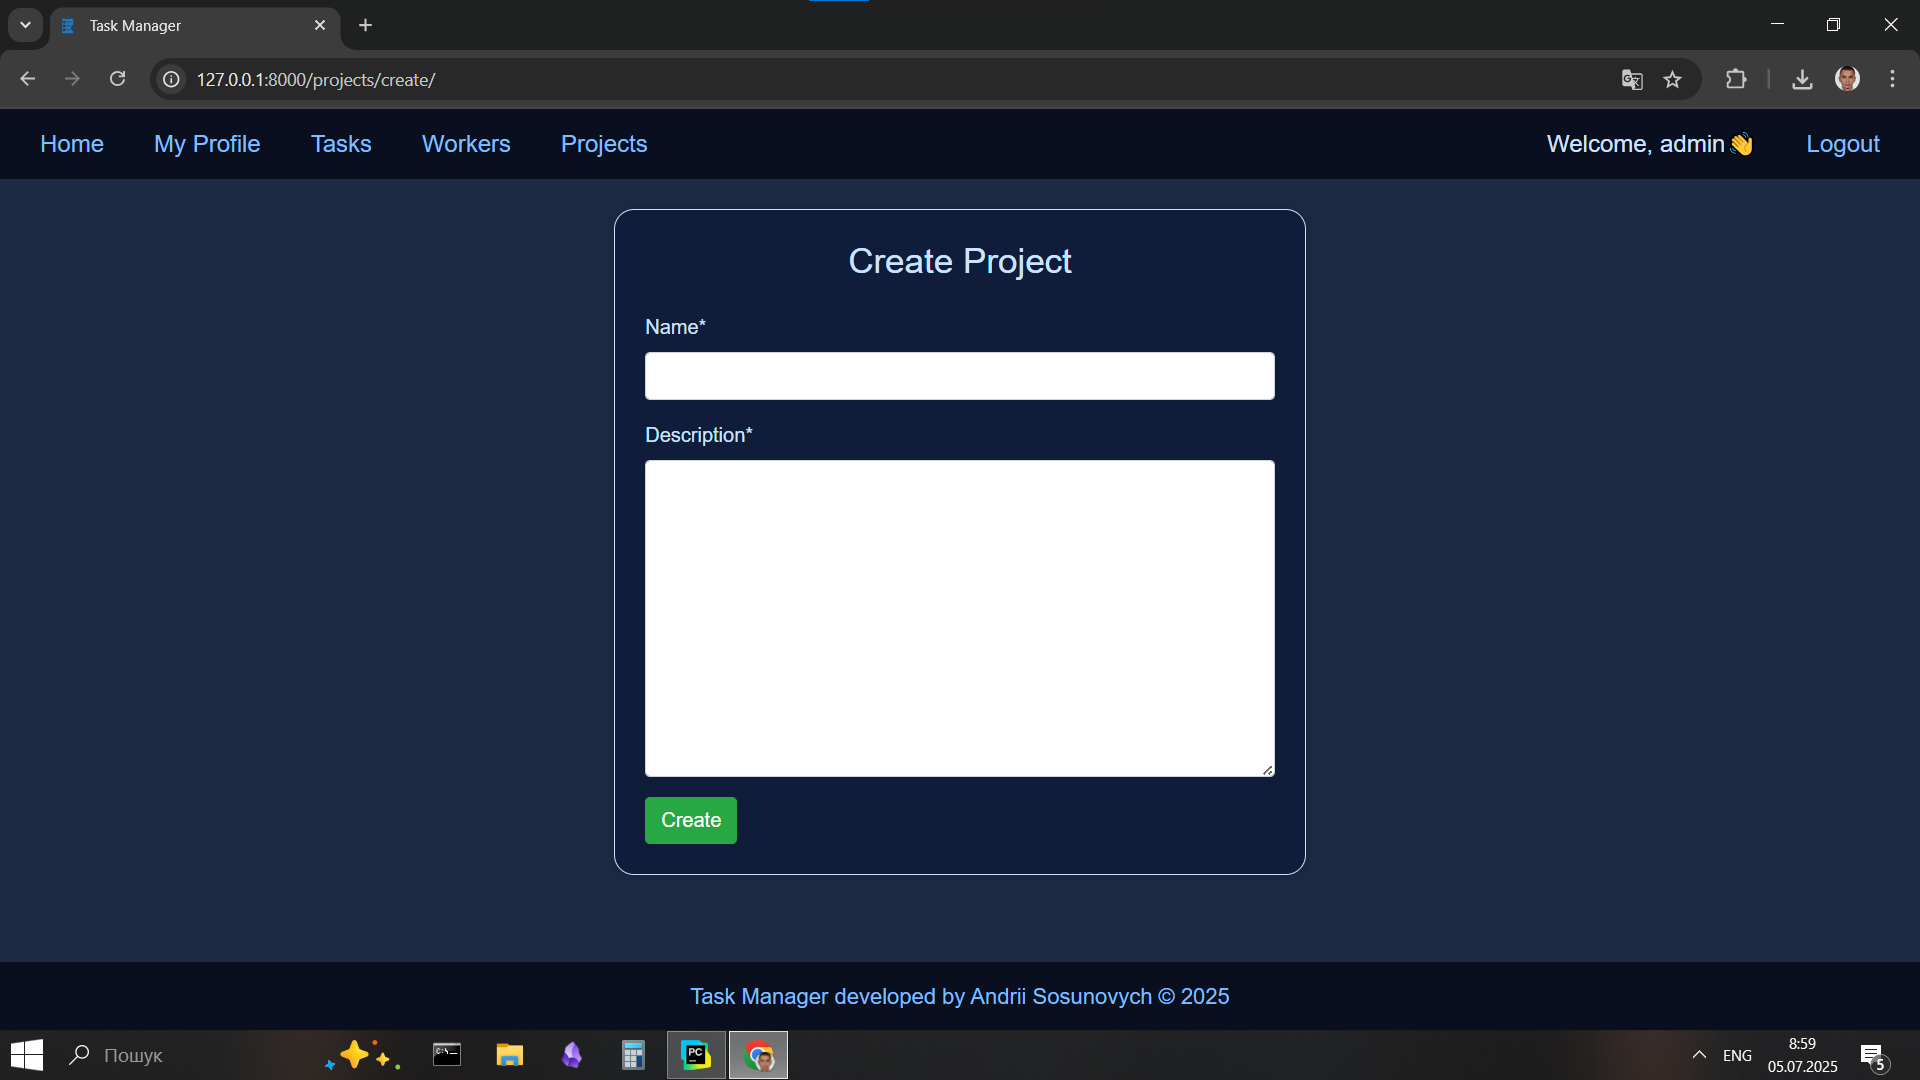 Task Manager
127.0.0.1:8000/projects/create/
Home My Profile Tasks Workers Projects Welcome, admin👋 Logout
Create Project
Name*
Description*
Create
Task Manager developed by Andrii Sosunovych © 2025
Пошук
PC
ENG
8:59
05.07.2025
5